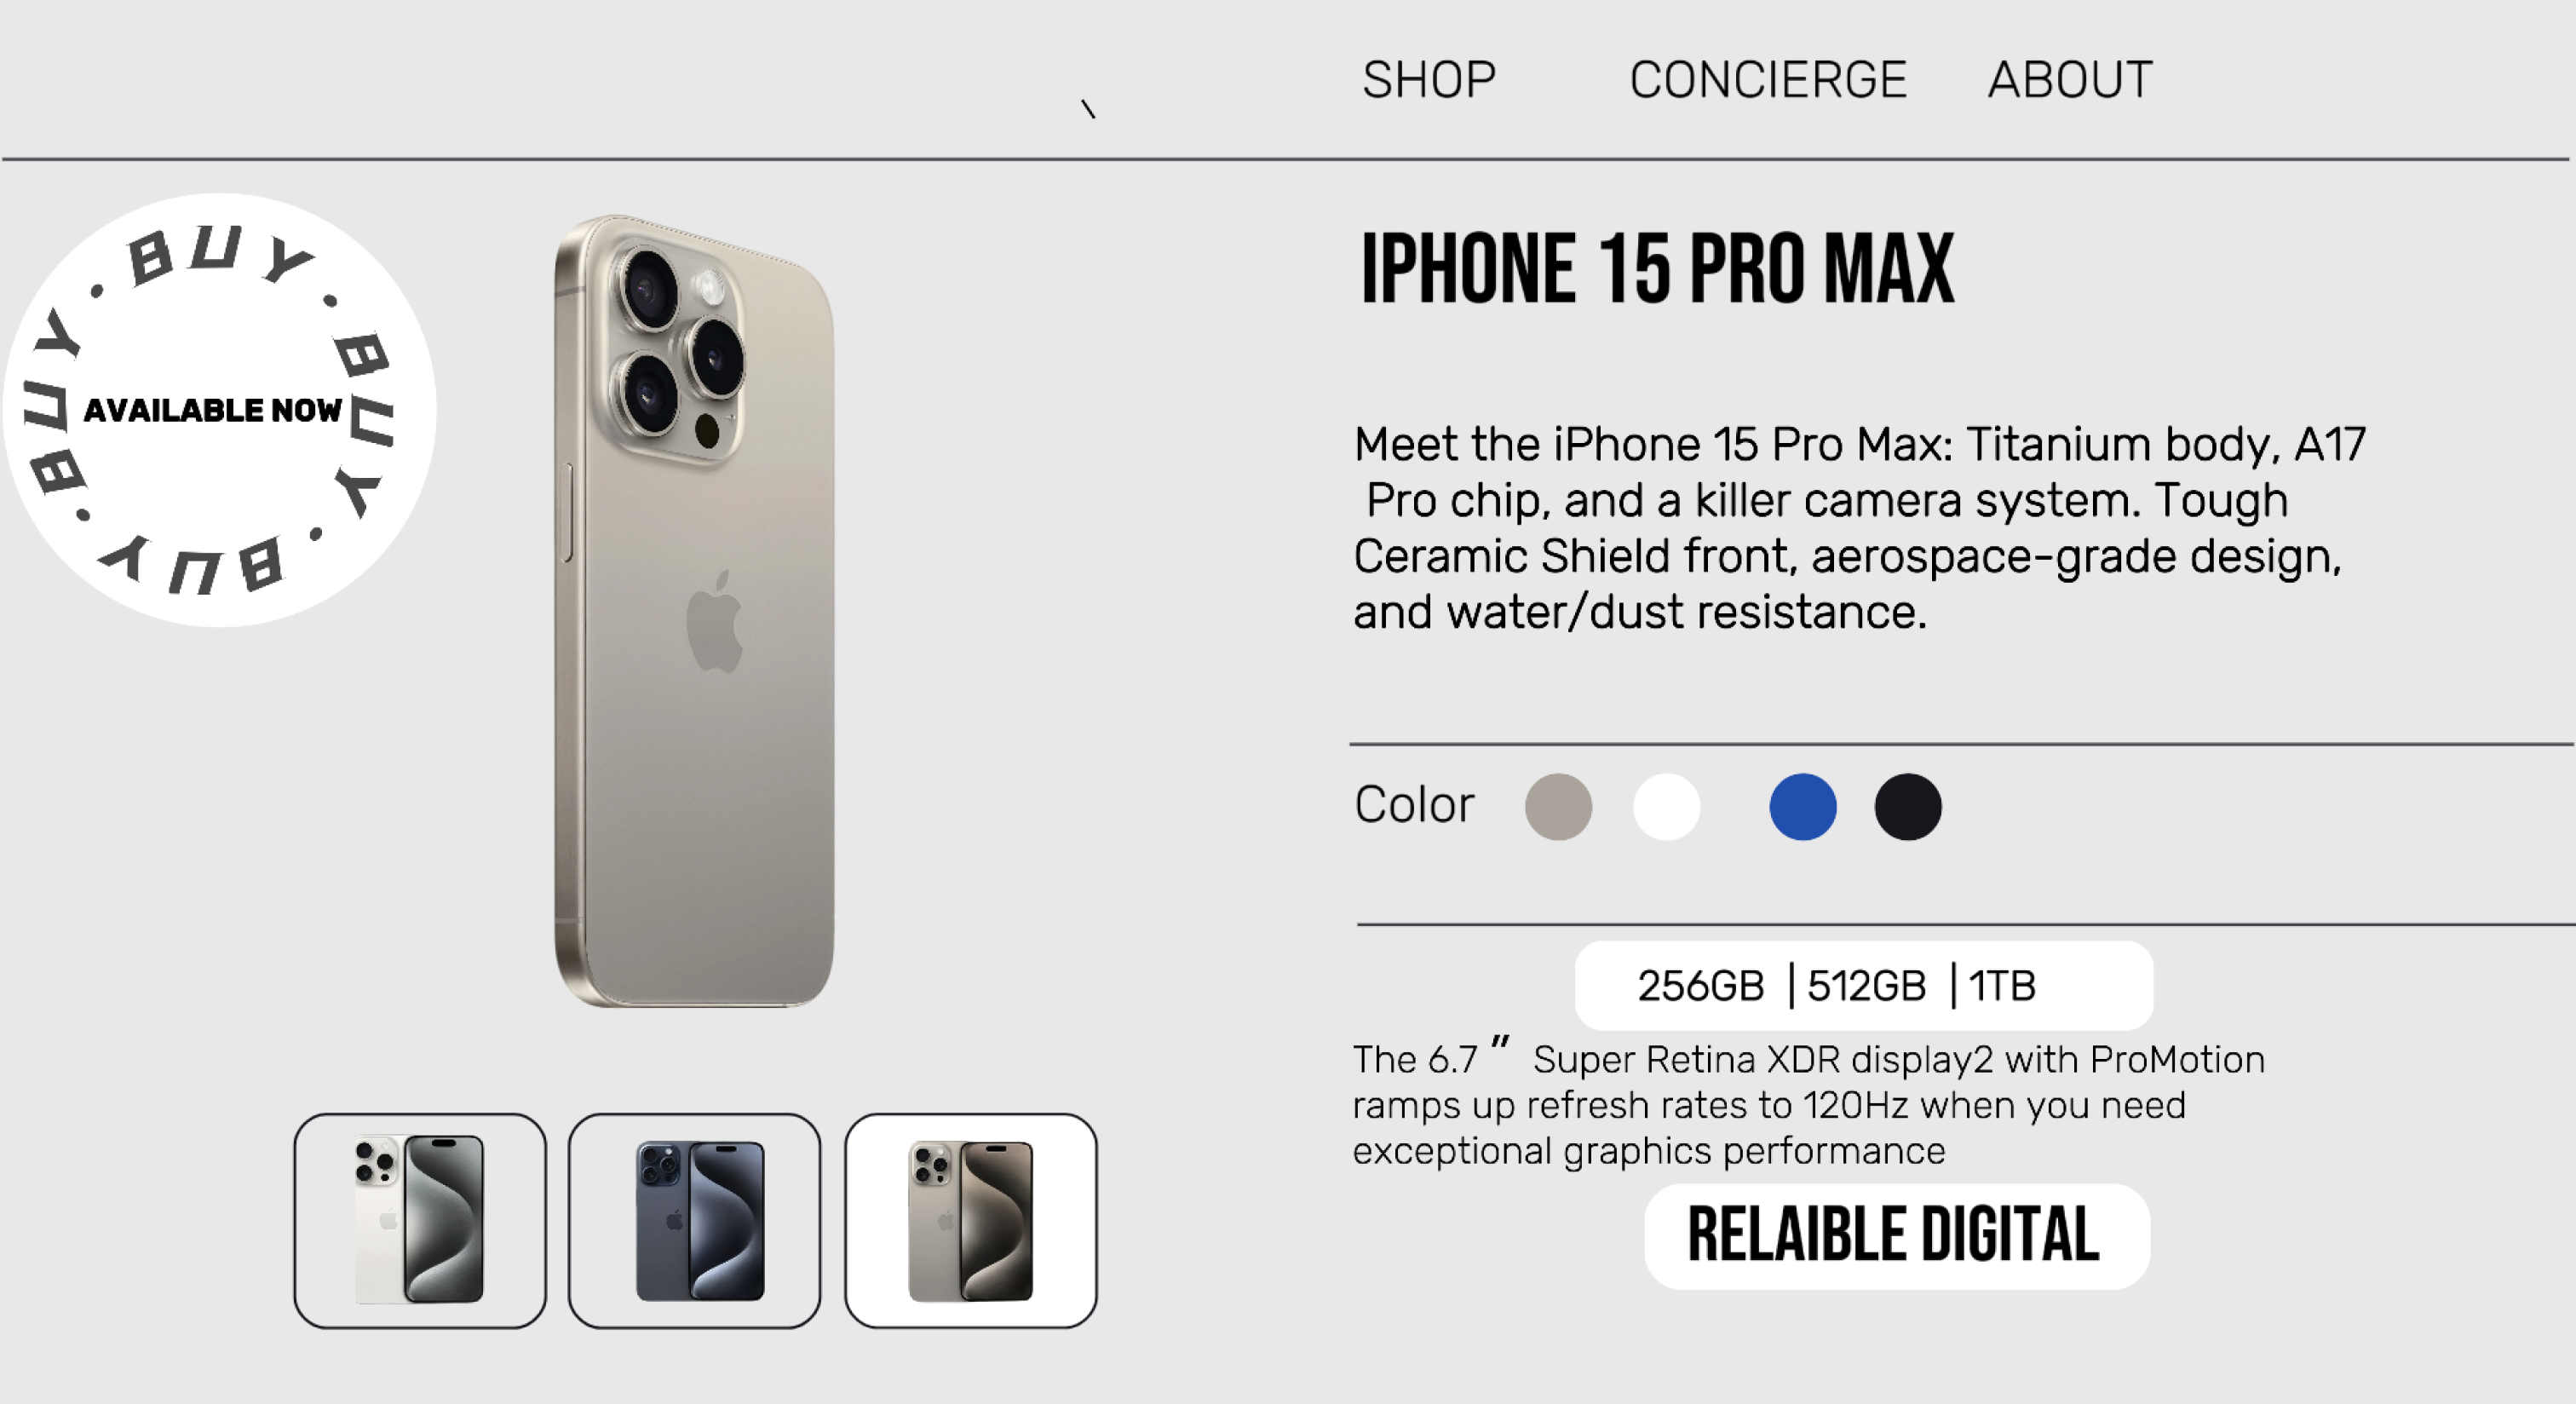 SHOP CONCIERGE ABOUT
\
BUY · BUY · BUY · BUY ·
AVAILABLE NOW
IPHONE 15 PRO MAX
Meet the iPhone 15 Pro Max: Titanium body, A17
Pro chip, and a killer camera system. Tough
Ceramic Shield front, aerospace-grade design,
and water/dust resistance.
Color
256GB | 512GB | 1TB
The 6.7 " Super Retina XDR display2 with ProMotion
ramps up refresh rates to 120Hz when you need
exceptional graphics performance
RELAIBLE DIGITAL